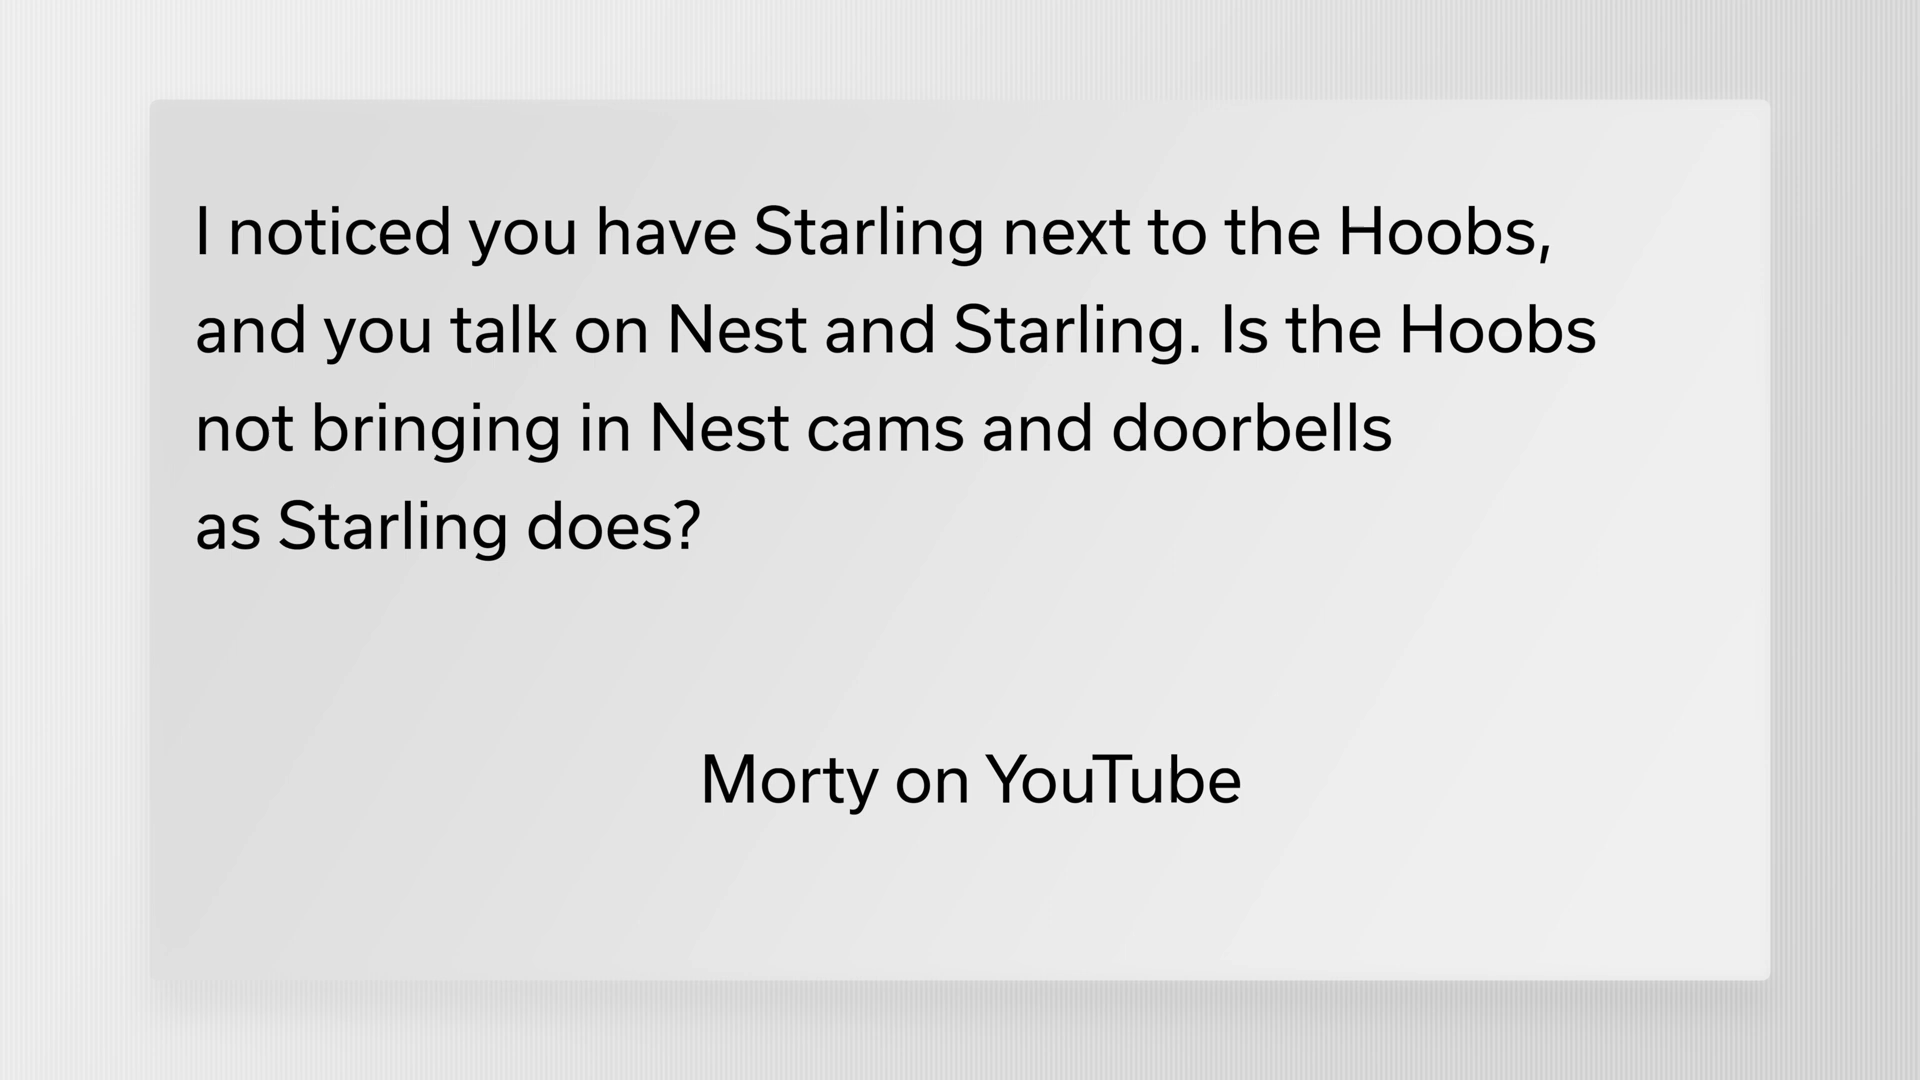 I noticed you have Starling next to the Hoobs,
and you talk on Nest and Starling. Is the Hoobs
not bringing in Nest cams and doorbells
as Starling does?
Morty on YouTube